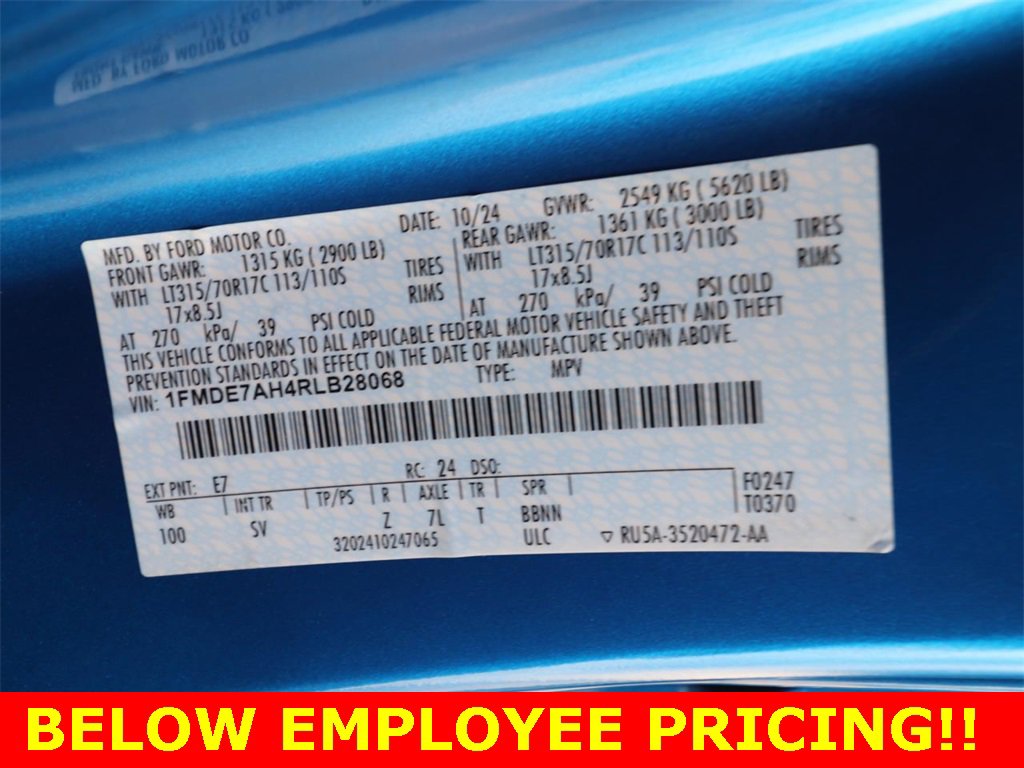 MFD. BY FORD MOTOR CO. DATE: 10/24 GVWR: 2549 KG ( 5620 LB)
FRONT GAWR: 1315 KG ( 2900 LB) REAR GAWR: 1361 KG ( 3000 LB)
WITH LT315/70R17C 113/110S TIRES WITH LT315/70R17C 113/110S TIRES
17x8.5J RIMS 17x8.5J RIMS
AT 270 kPa/ 39 PSI COLD AT 270 kPa/ 39 PSI COLD
THIS VEHICLE CONFORMS TO ALL APPLICABLE FEDERAL MOTOR VEHICLE SAFETY AND THEFT
PREVENTION STANDARDS IN EFFECT ON THE DATE OF MANUFACTURE SHOWN ABOVE.
VIN: 1FMDE7AH4RLB28068 TYPE: MPV
EXT PNT: E7 RC: 24 DSO: F0247
WB INT TR TP/PS R AXLE TR SPR T0370
100 SV Z 7L T BBNN
3202410247065 ULC ▽ RU5A-3520472-AA
BELOW EMPLOYEE PRICING!!